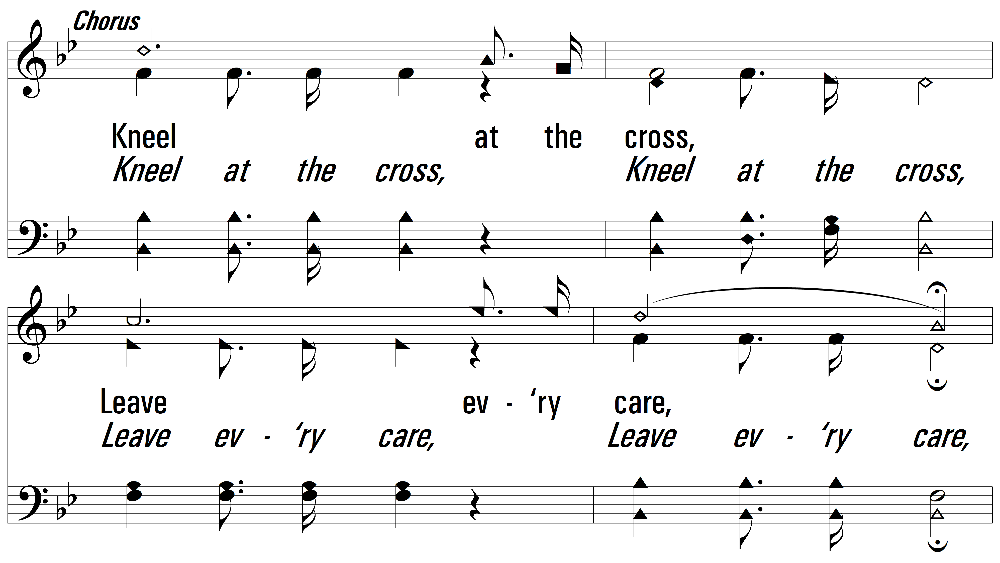 Chorus
Kneel at the cross,
Kneel at the cross, Kneel at the cross,
Leave ev - ‘ry care,
Leave ev - ‘ry care, Leave ev - ‘ry care,